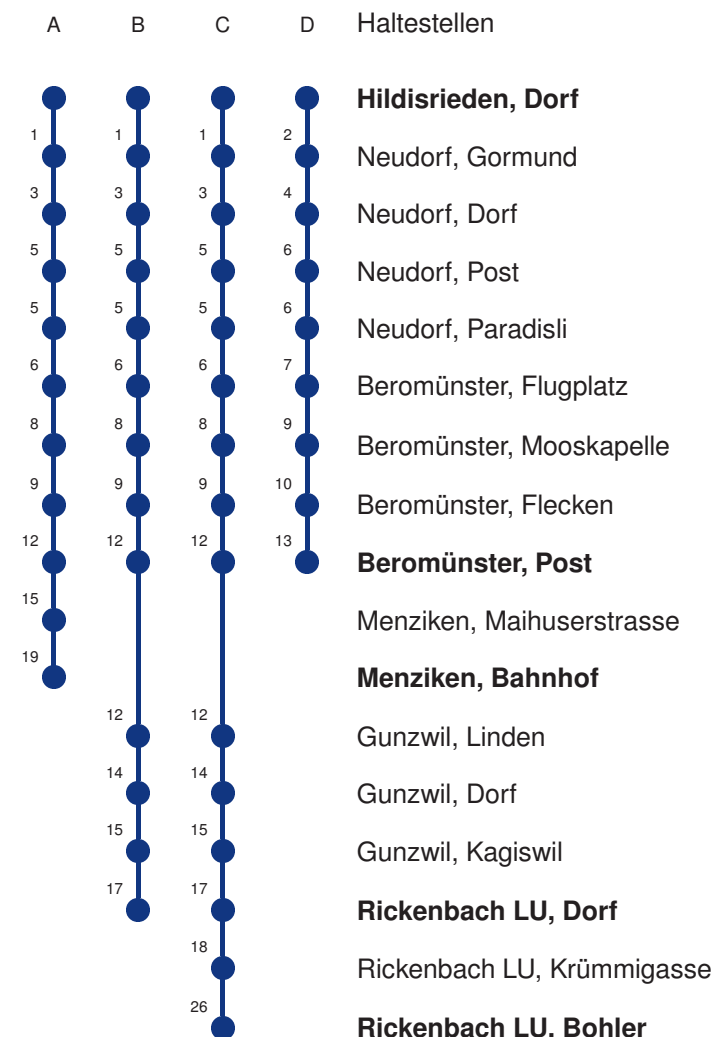 A B C D Haltestellen
Hildisrieden, Dorf
1 1 1 2 Neudorf, Gormund
3 3 3 4 Neudorf, Dorf
5 5 5 6 Neudorf, Post
5 5 5 6 Neudorf, Paradisli
6 6 6 7 Beromünster, Flugplatz
8 8 8 9 Beromünster, Mooskapelle
9 9 9 10 Beromünster, Flecken
12 12 12 13 Beromünster, Post
15 Menziken, Maihuserstrasse
19 Menziken, Bahnhof
12 12 Gunzwil, Linden
14 14 Gunzwil, Dorf
15 15 Gunzwil, Kagiswil
17 17 Rickenbach LU, Dorf
18 Rickenbach LU, Krümmigasse
26 Rickenbach LU, Bohler